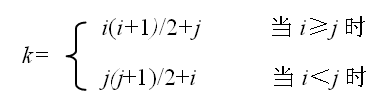 i(i+1)/2+j 当 i≥j 时
k=
j(j+1)/2+i 当 i<j 时